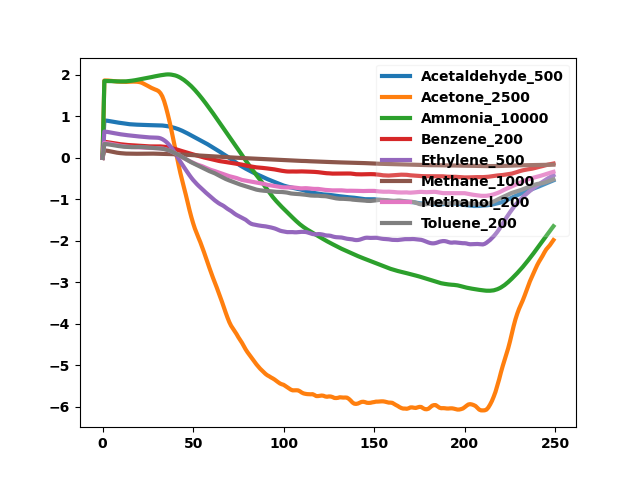 2
1
0
−1
−2
−3
−4
−5
−6
0 50 100 150 200 250
Acetaldehyde_500
Acetone_2500
Ammonia_10000
Benzene_200
Ethylene_500
Methane_1000
Methanol_200
Toluene_200